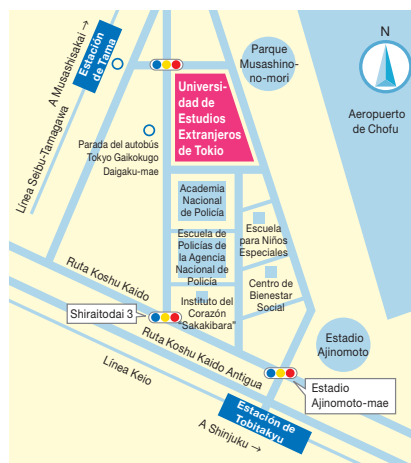 A Musashisakai →
Estación
de Tama
Línea Seibu-Tamagawa
Parque
Musashino-
no-mori
N
Aeropuerto
de Chofu
Universi-
dad de
Estudios
Extranjeros
de Tokio
Parada del autobús
Tokyo Gaikokugo
Daigaku-mae
Academia
Nacional
de Policía
Escuela de
Policías de
la Agencia
Nacional de
Policía
Escuela
para Niños
Especiales
Centro de
Bienestar
Social
Instituto del
Corazón
"Sakakibara"
Ruta Koshu Kaido
Shiraitodai 3
Ruta Koshu Kaido Antigua
Línea Keio
Estadio
Ajinomoto
Estadio
Ajinomoto-mae
Estación de
Tobitakyu
A Shinjuku →